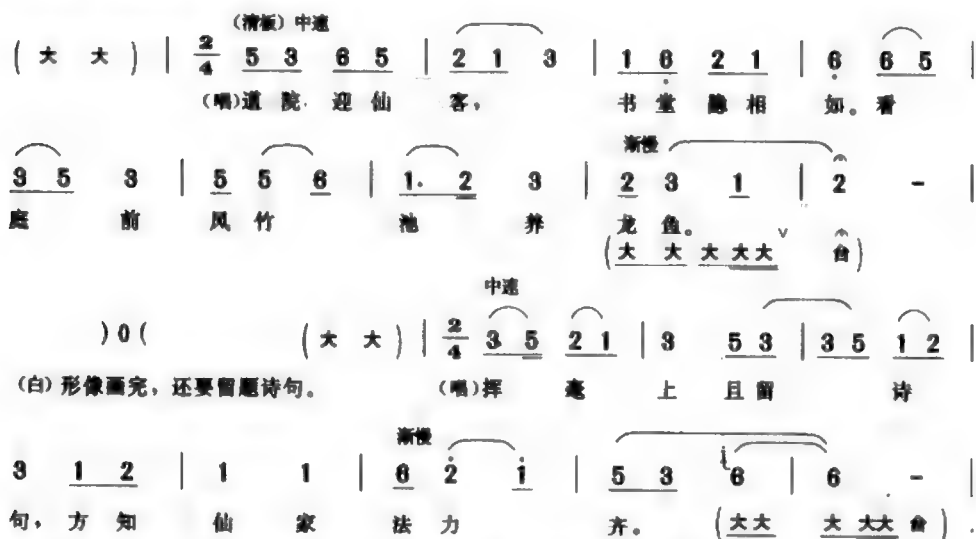 (清板) 中速
( 大 大 ) | 2/4 5 3 6 5 | 2 1 3 | 1 6 2 1 | 6 6 5 |
(唱)道 院 迎 仙 客, 书 堂 隐 相 如。看
渐慢
3 5 3 | 5 5 6 | 1. 2 3 | 2 3 1 | 2 - |
庭 前 风 竹 池 养 龙 鱼。
(大 大 大 大大 ∨ 台)
中速
)0( ( 大 大 ) | 2/4 3 5 2 1 | 3 5 3 | 3 5 1 2 |
(白) 形像画完,还要留题诗句。 (唱)挥 毫 上 且 留 诗
渐慢
3 1 2 | 1 1 | 6 2 1 | 5 3 i 6 | 6 - |
句, 方 知 仙 家 法 力 齐。 (大大 大 大大 台) .